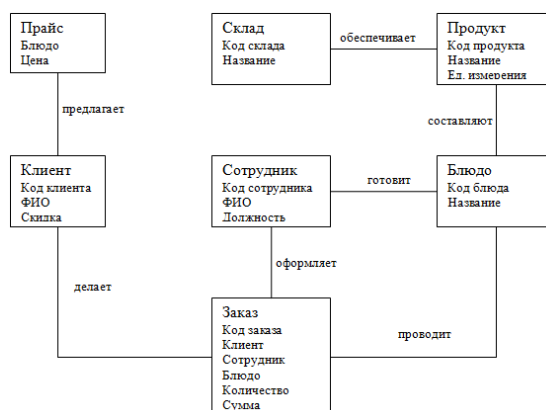 Прайс
Блюдо
Цена
Склад
Код склада
Название
обеспечивает
Продукт
Код продукта
Название
Ед. измерения
предлагает
составляют
Клиент
Код клиента
ФИО
Скидка
Сотрудник
Код сотрудника
ФИО
Должность
готовит
Блюдо
Код блюда
Название
делает
оформляет
Заказ
Код заказа
Клиент
Сотрудник
Блюдо
Количество
Сумма
проводит